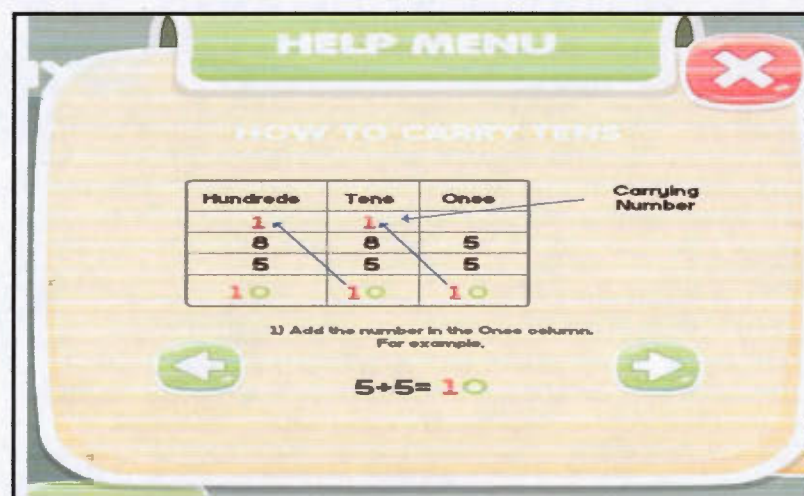 HELP MENU
HOW TO CARRY TENS
Hundreds Tens Ones
1 1
8 8 5
5 5 5
10 10 10
Carrying
Number
1) Add the number in the Ones column.
For example,
5+5= 10